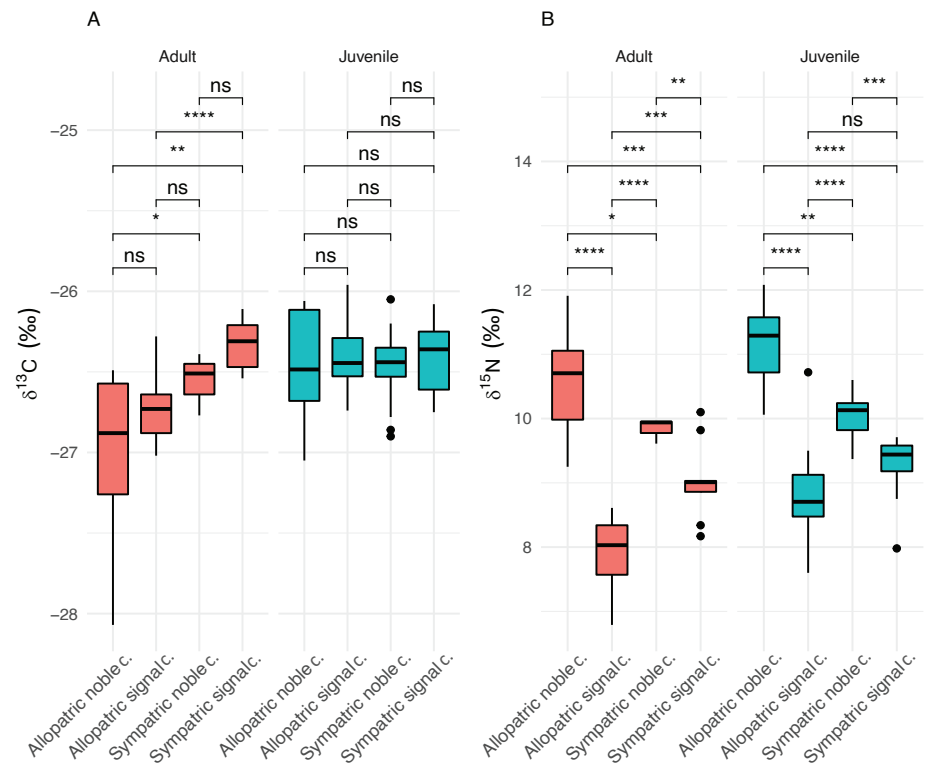 A
B
Adult
Juvenile
Adult
Juvenile
ns
****
**
ns
*
ns
ns
ns
ns
ns
ns
ns
**
***
***
****
*
****
***
ns
****
****
**
****
δ13C (‰)
−25
−26
−27
−28
δ15N (‰)
14
12
10
8
Allopatric noble c.
Allopatric signal c.
Sympatric noble c.
Sympatric signal c.
Allopatric noble c.
Allopatric signal c.
Sympatric noble c.
Sympatric signal c.
Allopatric noble c.
Allopatric signal c.
Sympatric noble c.
Sympatric signal c.
Allopatric noble c.
Allopatric signal c.
Sympatric noble c.
Sympatric signal c.